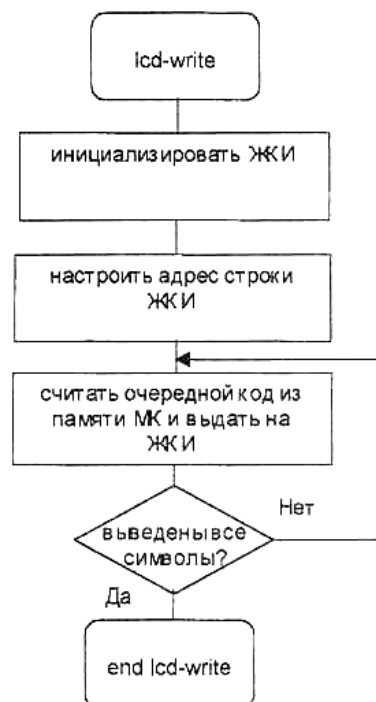 lcd-write
инициализировать ЖКИ
настроить адрес строки
ЖКИ
считать очередной код из
памяти МК и выдать на
ЖКИ
выведены все
символы?
Нет
Да
end lcd-write